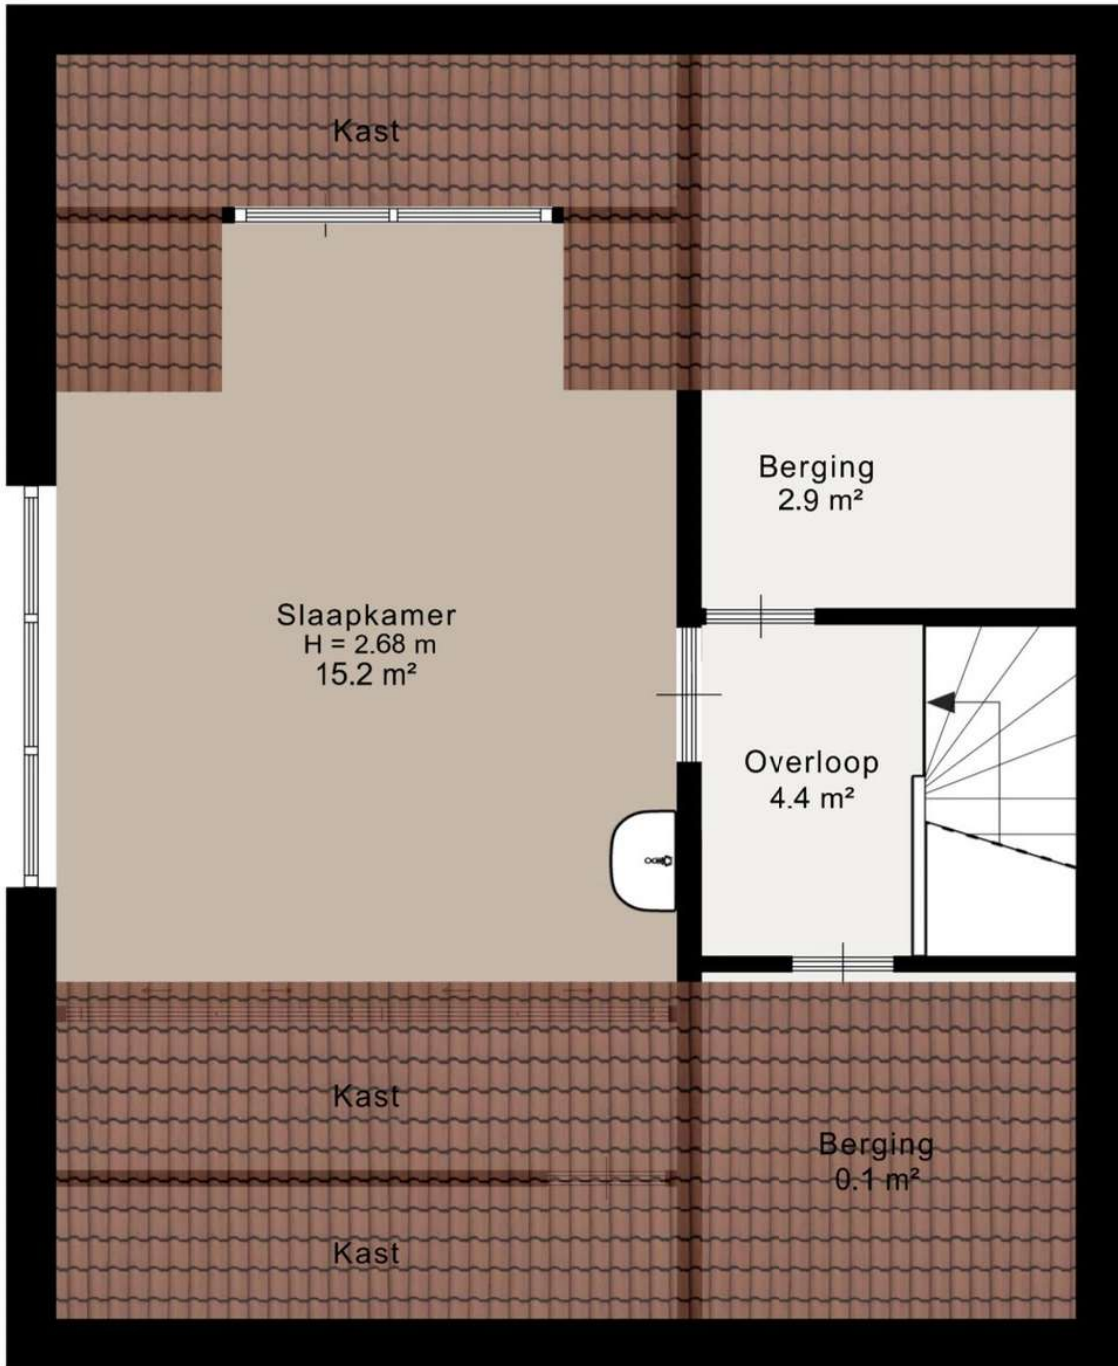 Kast
Berging
2.9 m²
Slaapkamer
H = 2.68 m
15.2 m²
Overloop
4.4 m²
Kast
Berging
0.1 m²
Kast